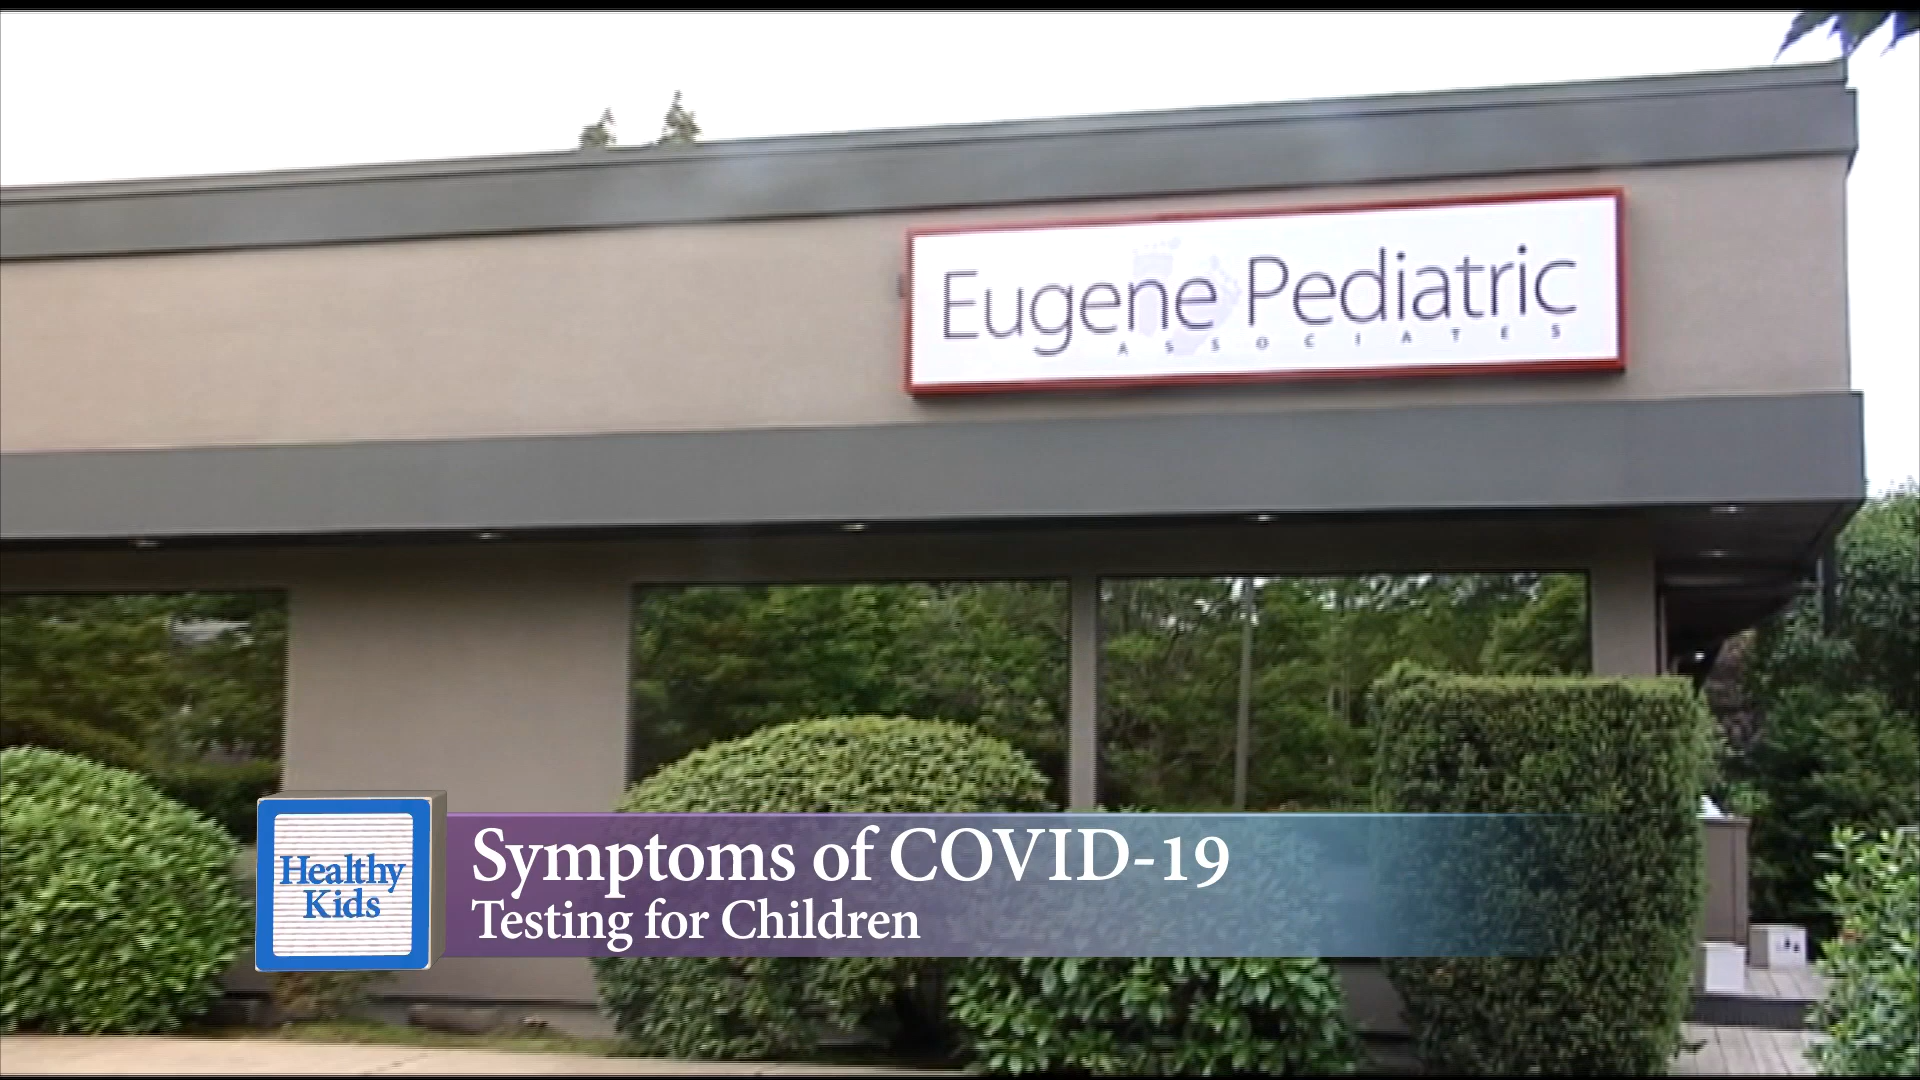 Eugene Pediatric
ASSOCIATES
Healthy
Kids
Symptoms of COVID-19
Testing for Children